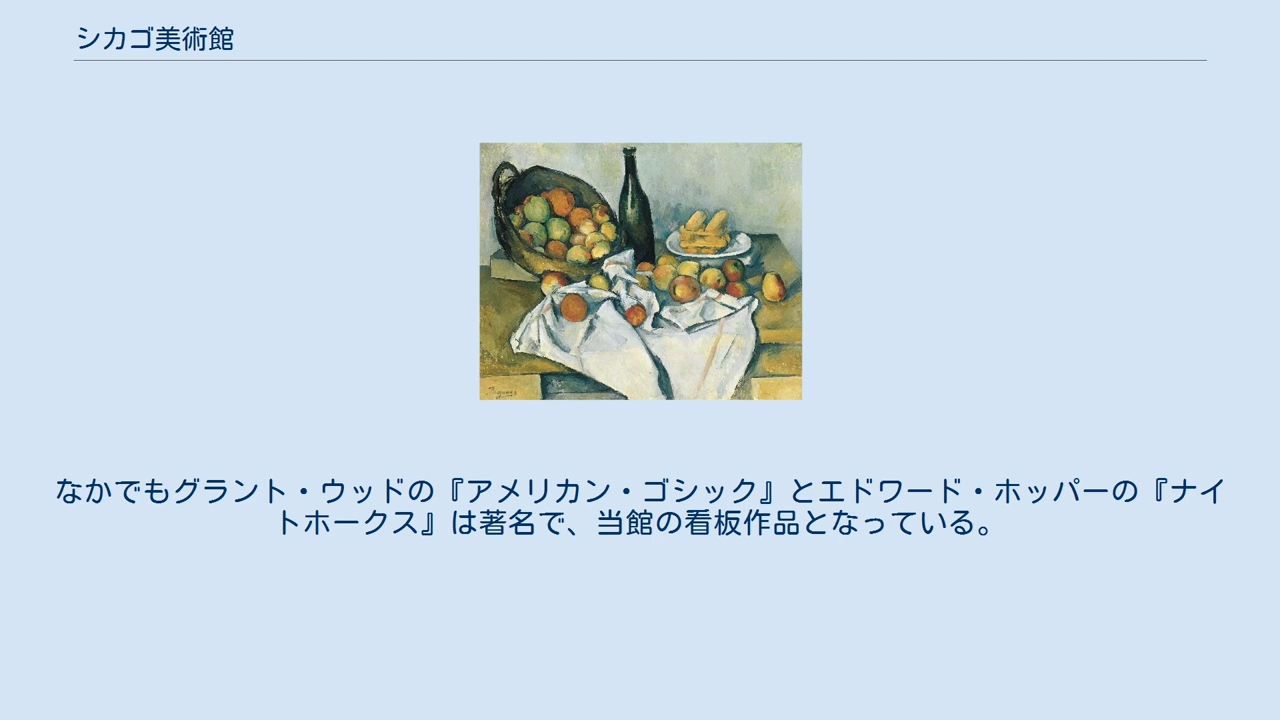 シカゴ美術館
なかでもグラント・ウッドの『アメリカン・ゴシック』とエドワード・ホッパーの『ナイ
トホークス』は著名で、当館の看板作品となっている。